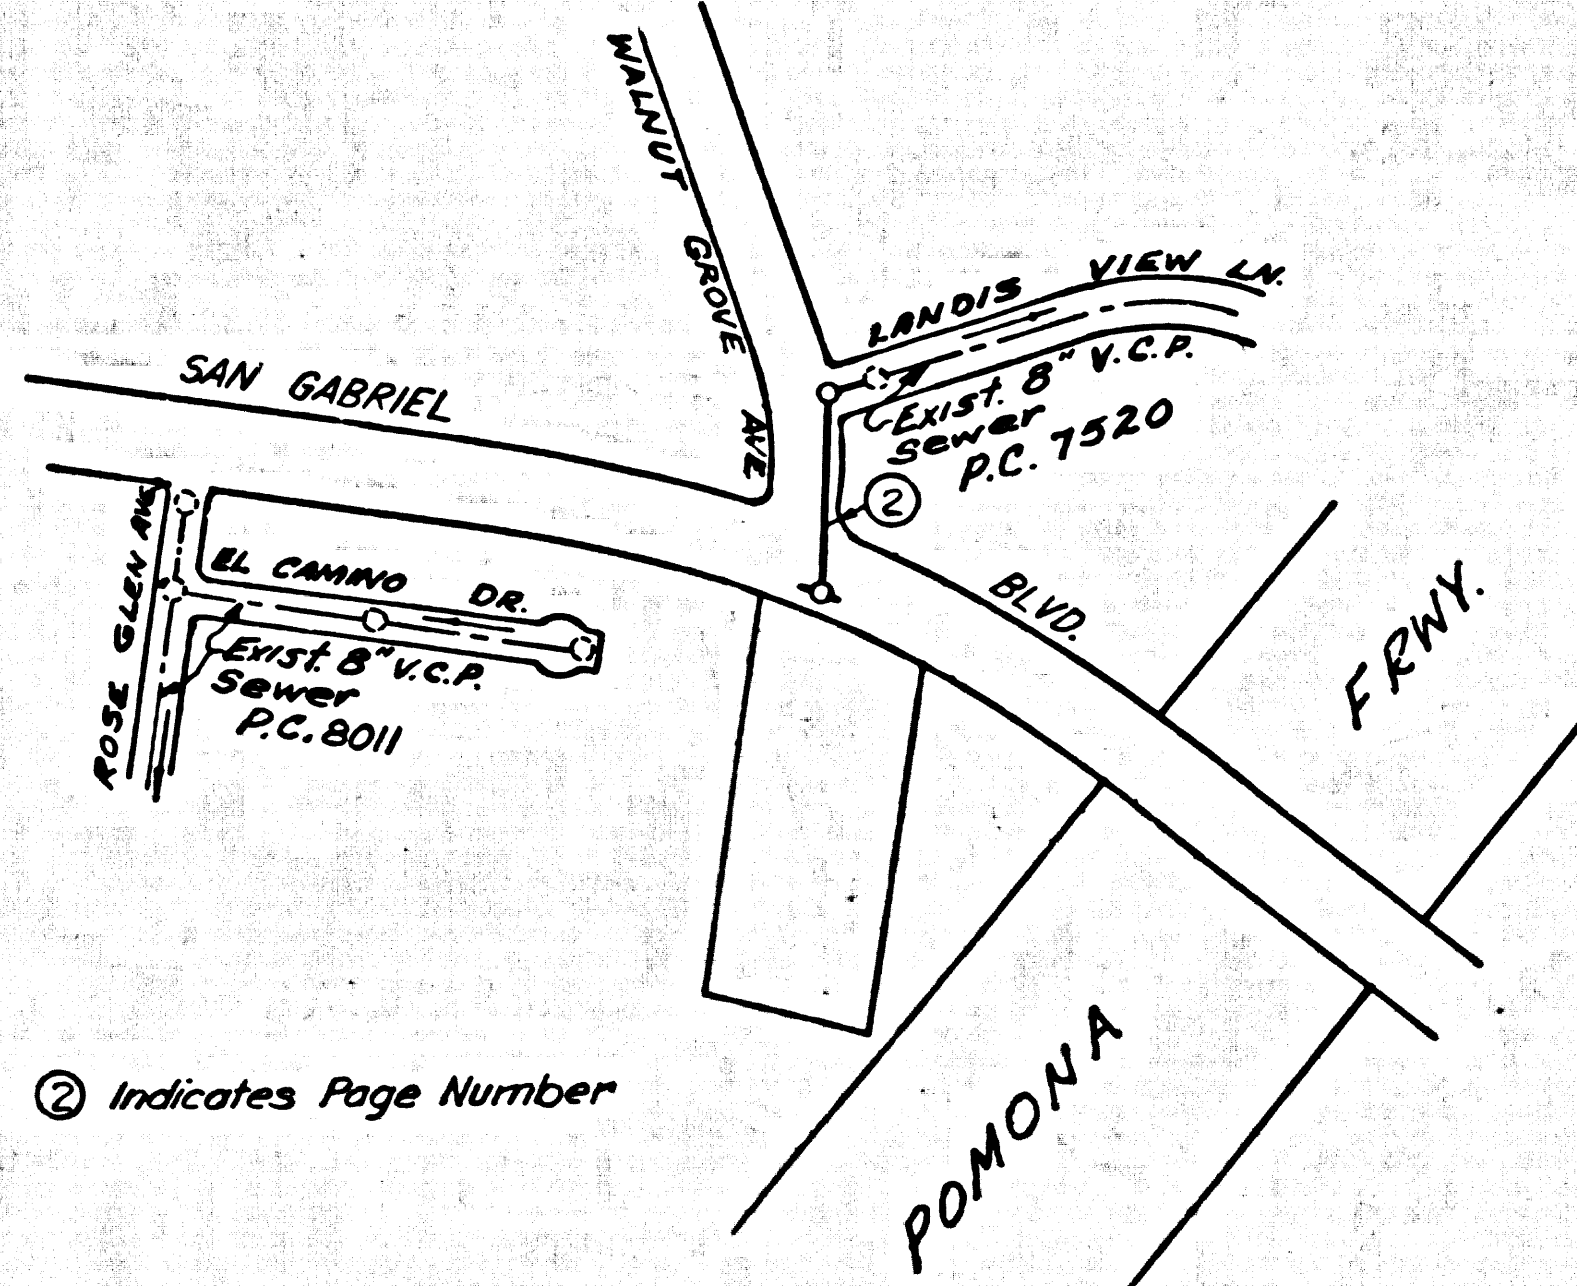 WALNUT GROVE AVE
LANDIS VIEW LN.
SAN GABRIEL BLVD.
Exist. 8" V.C.P.
Sewer
P.C. 7520
2
ROSE GLEN AVE
EL CAMINO DR.
Exist. 8" V.C.P.
Sewer
P.C. 8011
POMONA FRWY.
2 Indicates Page Number